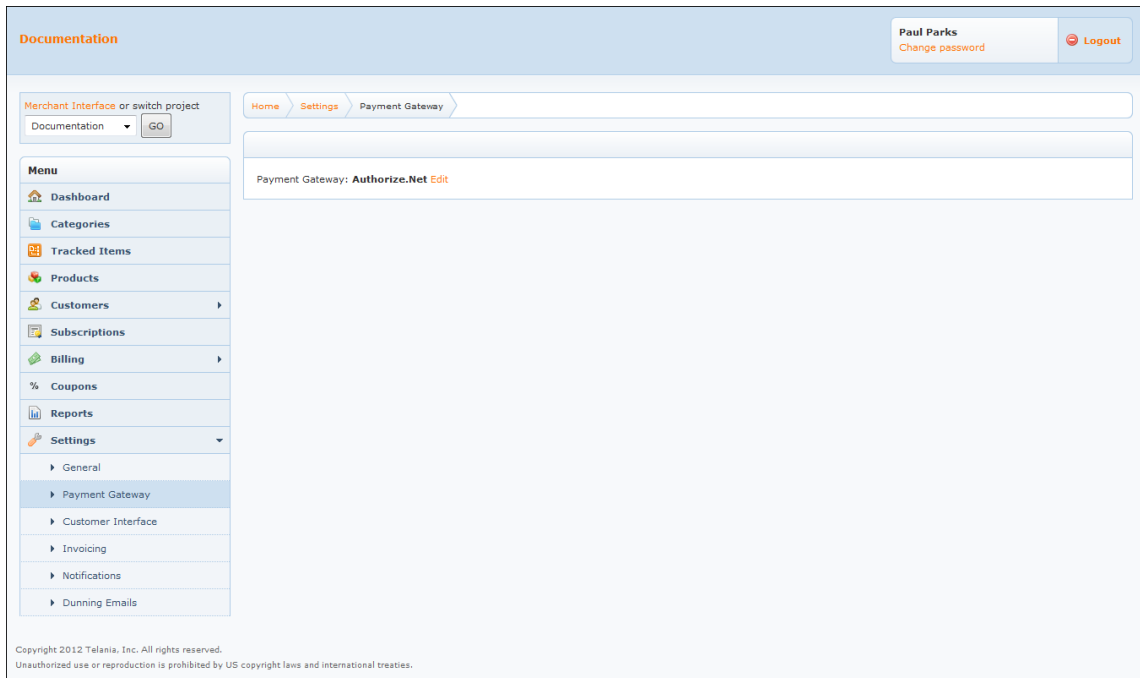 Documentation
Paul Parks
Change password
Logout
Merchant Interface or switch project
Documentation
GO
Home
Settings
Payment Gateway
Menu
Dashboard
Categories
Tracked Items
Products
Customers
Subscriptions
Billing
% Coupons
Reports
Settings
General
Payment Gateway
Customer Interface
Invoicing
Notifications
Dunning Emails
Payment Gateway: Authorize.Net Edit
Copyright 2012 Telania. Inc. All rights reserved.
Unauthorized use or reproduction is prohibited by US copyright laws and international treaties.